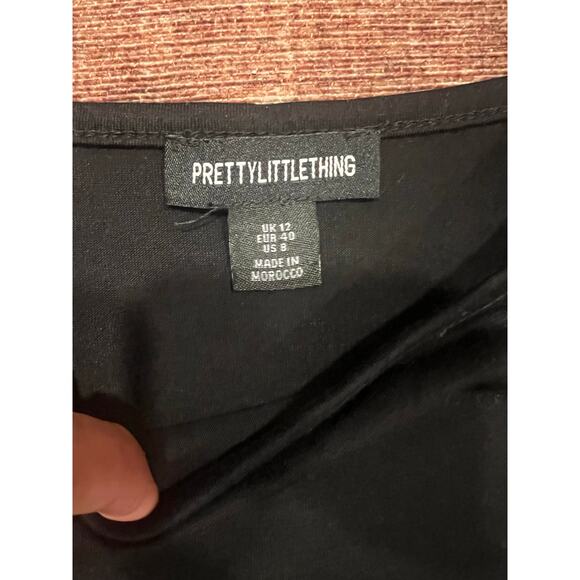 PRETTYLITTLETHING
UK 12
EUR 40
US 8
MADE IN
MOROCCO